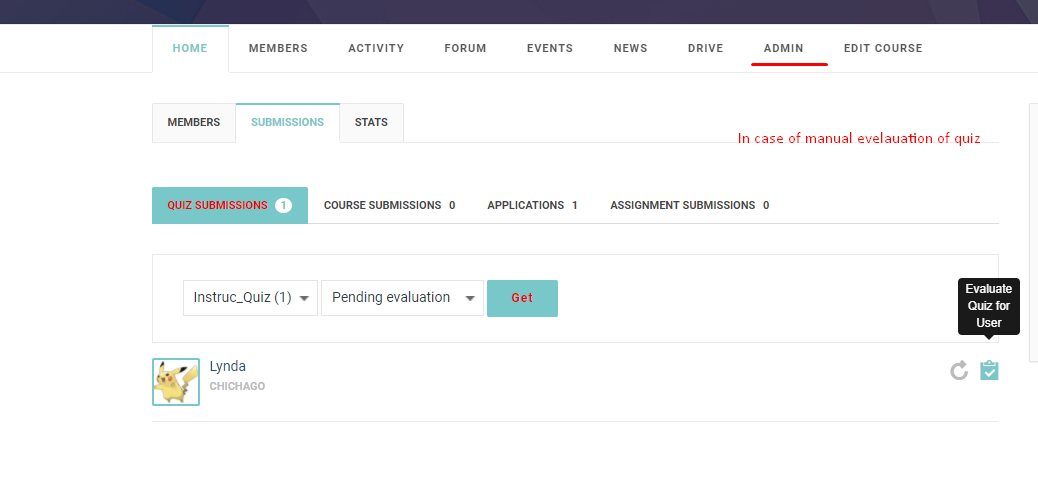 HOME MEMBERS ACTIVITY FORUM EVENTS NEWS DRIVE ADMIN EDIT COURSE
MEMBERS SUBMISSIONS STATS
In case of manual evelauation of quiz
QUIZ SUBMISSIONS 1 COURSE SUBMISSIONS 0 APPLICATIONS 1 ASSIGNMENT SUBMISSIONS 0
Instruc_Quiz (1) Pending evaluation Get
Evaluate
Quiz for
User
Lynda
CHICHAGO